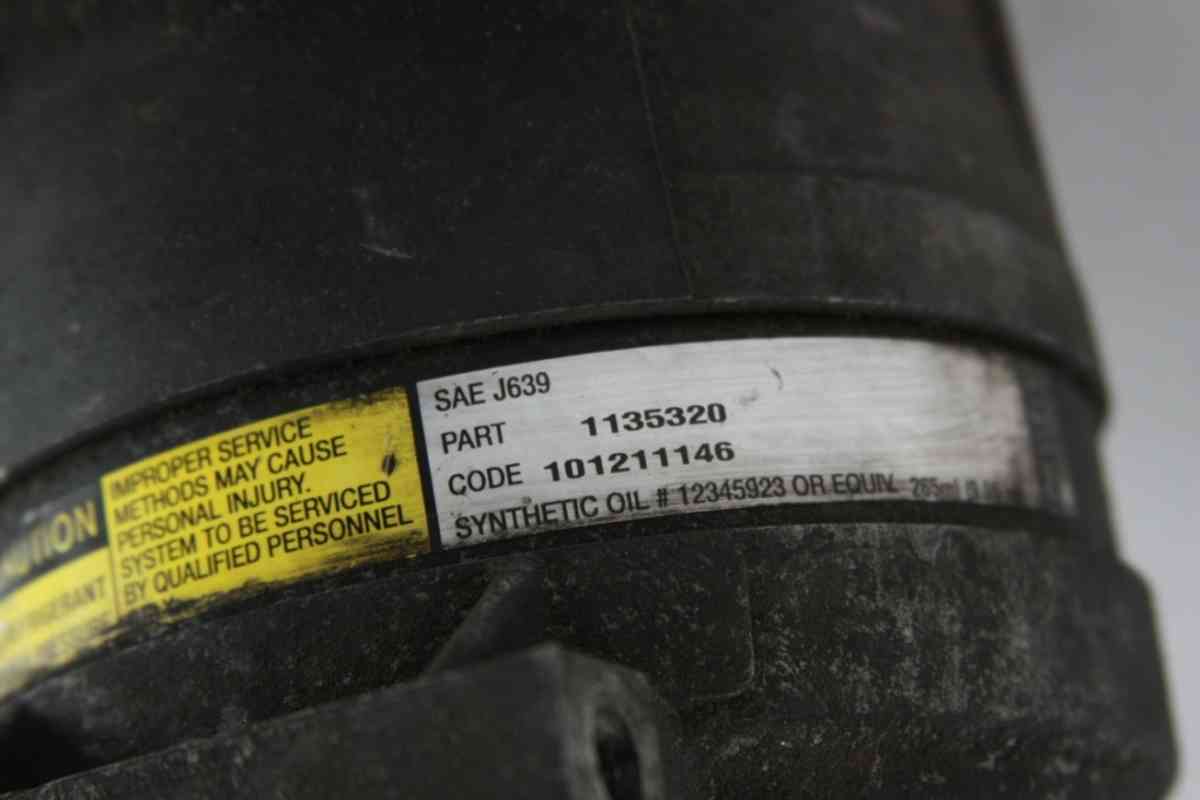 IMPROPER SERVICE
METHODS MAY CAUSE
PERSONAL INJURY.
SYSTEM TO BE SERVICED
BY QUALIFIED PERSONNEL
SAE J639
PART 1135320
CODE 101211146
SYNTHETIC OIL # 12345923 OR EQUIV. 265ml